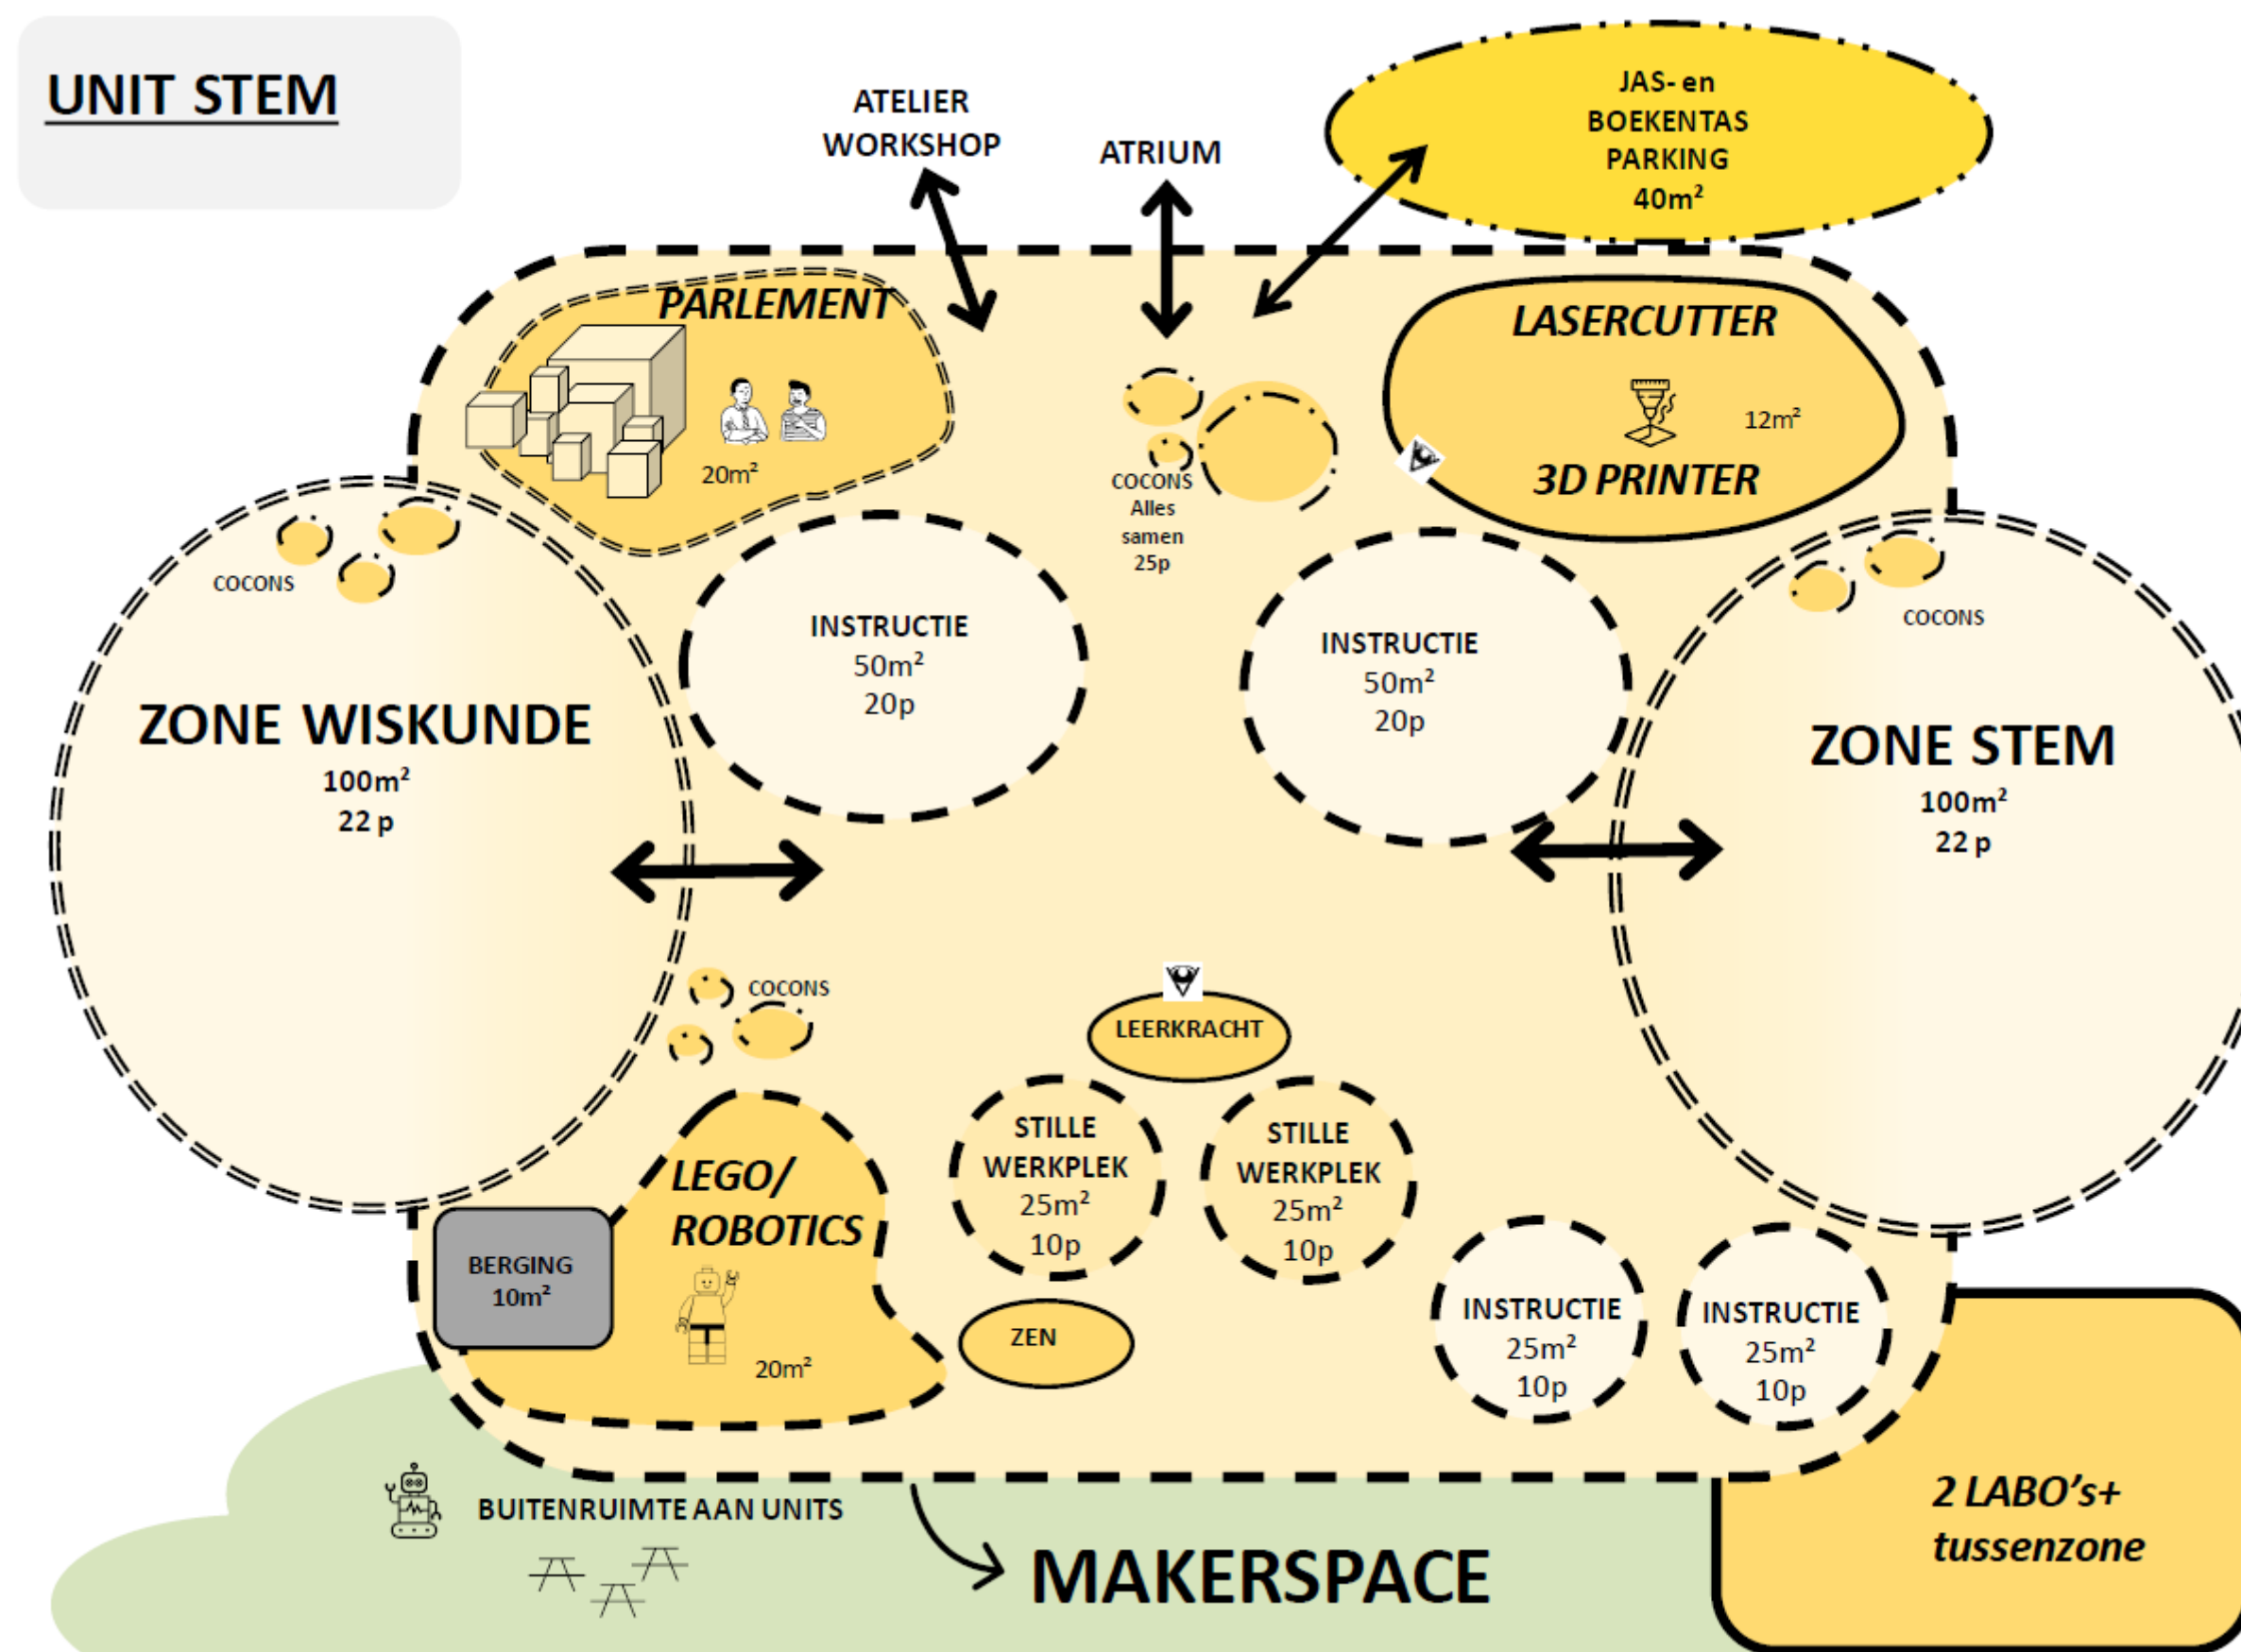 UNIT STEM
ATELIER
WORKSHOP
ATRIUM
JAS- en
BOEKENTAS
PARKING
40m²
PARLEMENT
20m²
LASERCUTTER
12m²
3D PRINTER
COCONS
Alles
samen
25p
COCONS
COCONS
INSTRUCTIE
50m²
20p
INSTRUCTIE
50m²
20p
ZONE WISKUNDE
100m²
22 p
ZONE STEM
100m²
22 p
COCONS
LEERKRACHT
LEGO/
ROBOTICS
20m²
STILLE
WERKPLEK
25m²
10p
STILLE
WERKPLEK
25m²
10p
BERGING
10m²
ZEN
INSTRUCTIE
25m²
10p
INSTRUCTIE
25m²
10p
BUITENRUIMTE AAN UNITS
MAKERSPACE
2 LABO's+
tussenzone